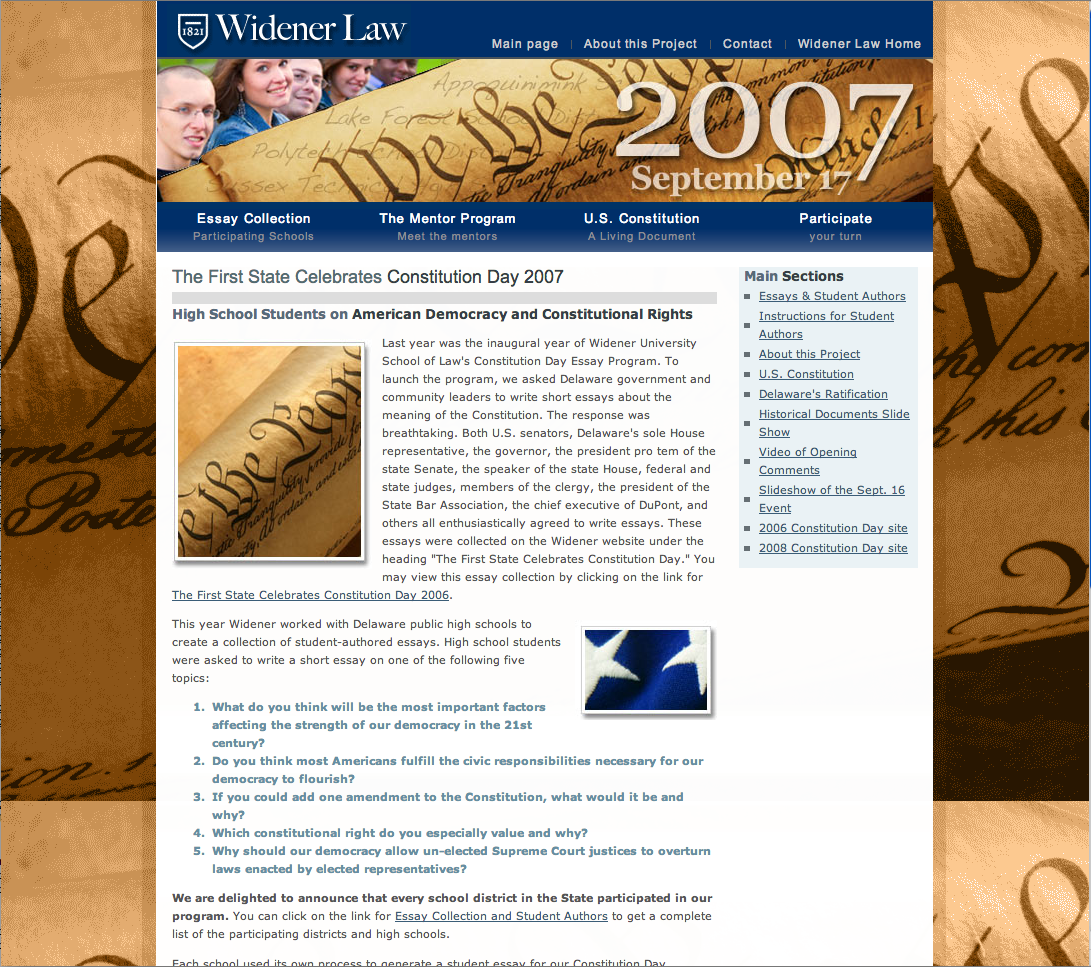 1821 Widener Law
Main page
About this Project
Contact
Widener Law Home
Appoquinimink S
Lake Forest School Dist
Polytech School Di
Sussex Technical
We the Pe
2007
September 17
Essay Collection
Participating Schools
The Mentor Program
Meet the mentors
U.S. Constitution
A Living Document
Participate
your turn
The First State Celebrates Constitution Day 2007
High School Students on American Democracy and Constitutional Rights
We the Peop
Last year was the inaugural year of Widener University
School of Law's Constitution Day Essay Program. To
launch the program, we asked Delaware government and
community leaders to write short essays about the
meaning of the Constitution. The response was
breathtaking. Both U.S. senators, Delaware's sole House
representative, the governor, the president pro tem of the
state Senate, the speaker of the state House, federal and
state judges, members of the clergy, the president of the
State Bar Association, the chief executive of DuPont, and
others all enthusiastically agreed to write essays. These
essays were collected on the Widener website under the
heading "The First State Celebrates Constitution Day." You
may view this essay collection by clicking on the link for
The First State Celebrates Constitution Day 2006.
This year Widener worked with Delaware public high schools to
create a collection of student-authored essays. High school students
were asked to write a short essay on one of the following five
topics:
1. What do you think will be the most important factors
affecting the strength of our democracy in the 21st
century?
2. Do you think most Americans fulfill the civic responsibilities necessary for our
democracy to flourish?
3. If you could add one amendment to the Constitution, what would it be and
why?
4. Which constitutional right do you especially value and why?
5. Why should our democracy allow un-elected Supreme Court justices to overturn
laws enacted by elected representatives?
We are delighted to announce that every school district in the State participated in our
program. You can click on the link for Essay Collection and Student Authors to get a complete
list of the participating districts and high schools.
Each school used its own process to generate a student essay for our Constitution Day
Main Sections
Essays & Student Authors
Instructions for Student
Authors
About this Project
U.S. Constitution
Delaware's Ratification
Historical Documents Slide
Show
Video of Opening
Comments
Slideshow of the Sept. 16
Event
2006 Constitution Day site
2008 Constitution Day site